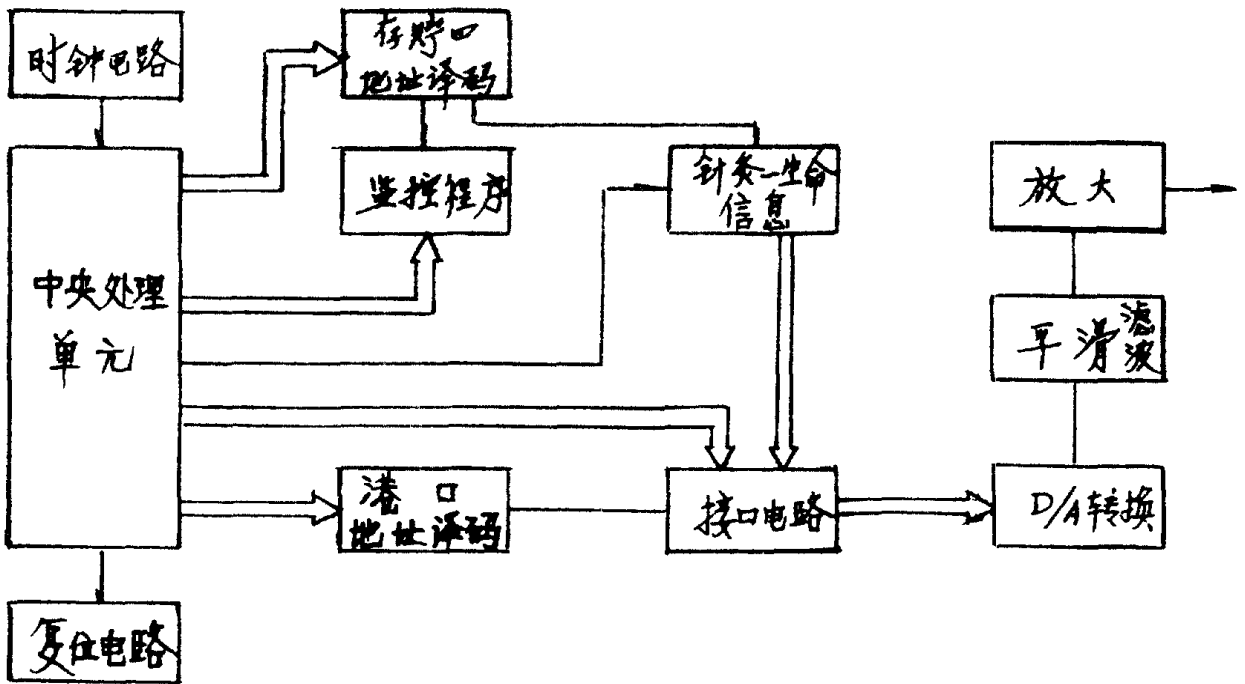 时钟电路
存贮口
地址译码
监控程序
针灸—生命
信息
放大
中央处理
单元
平滑滤波
港口
地址译码
接口电路
D/A转换
复位电路